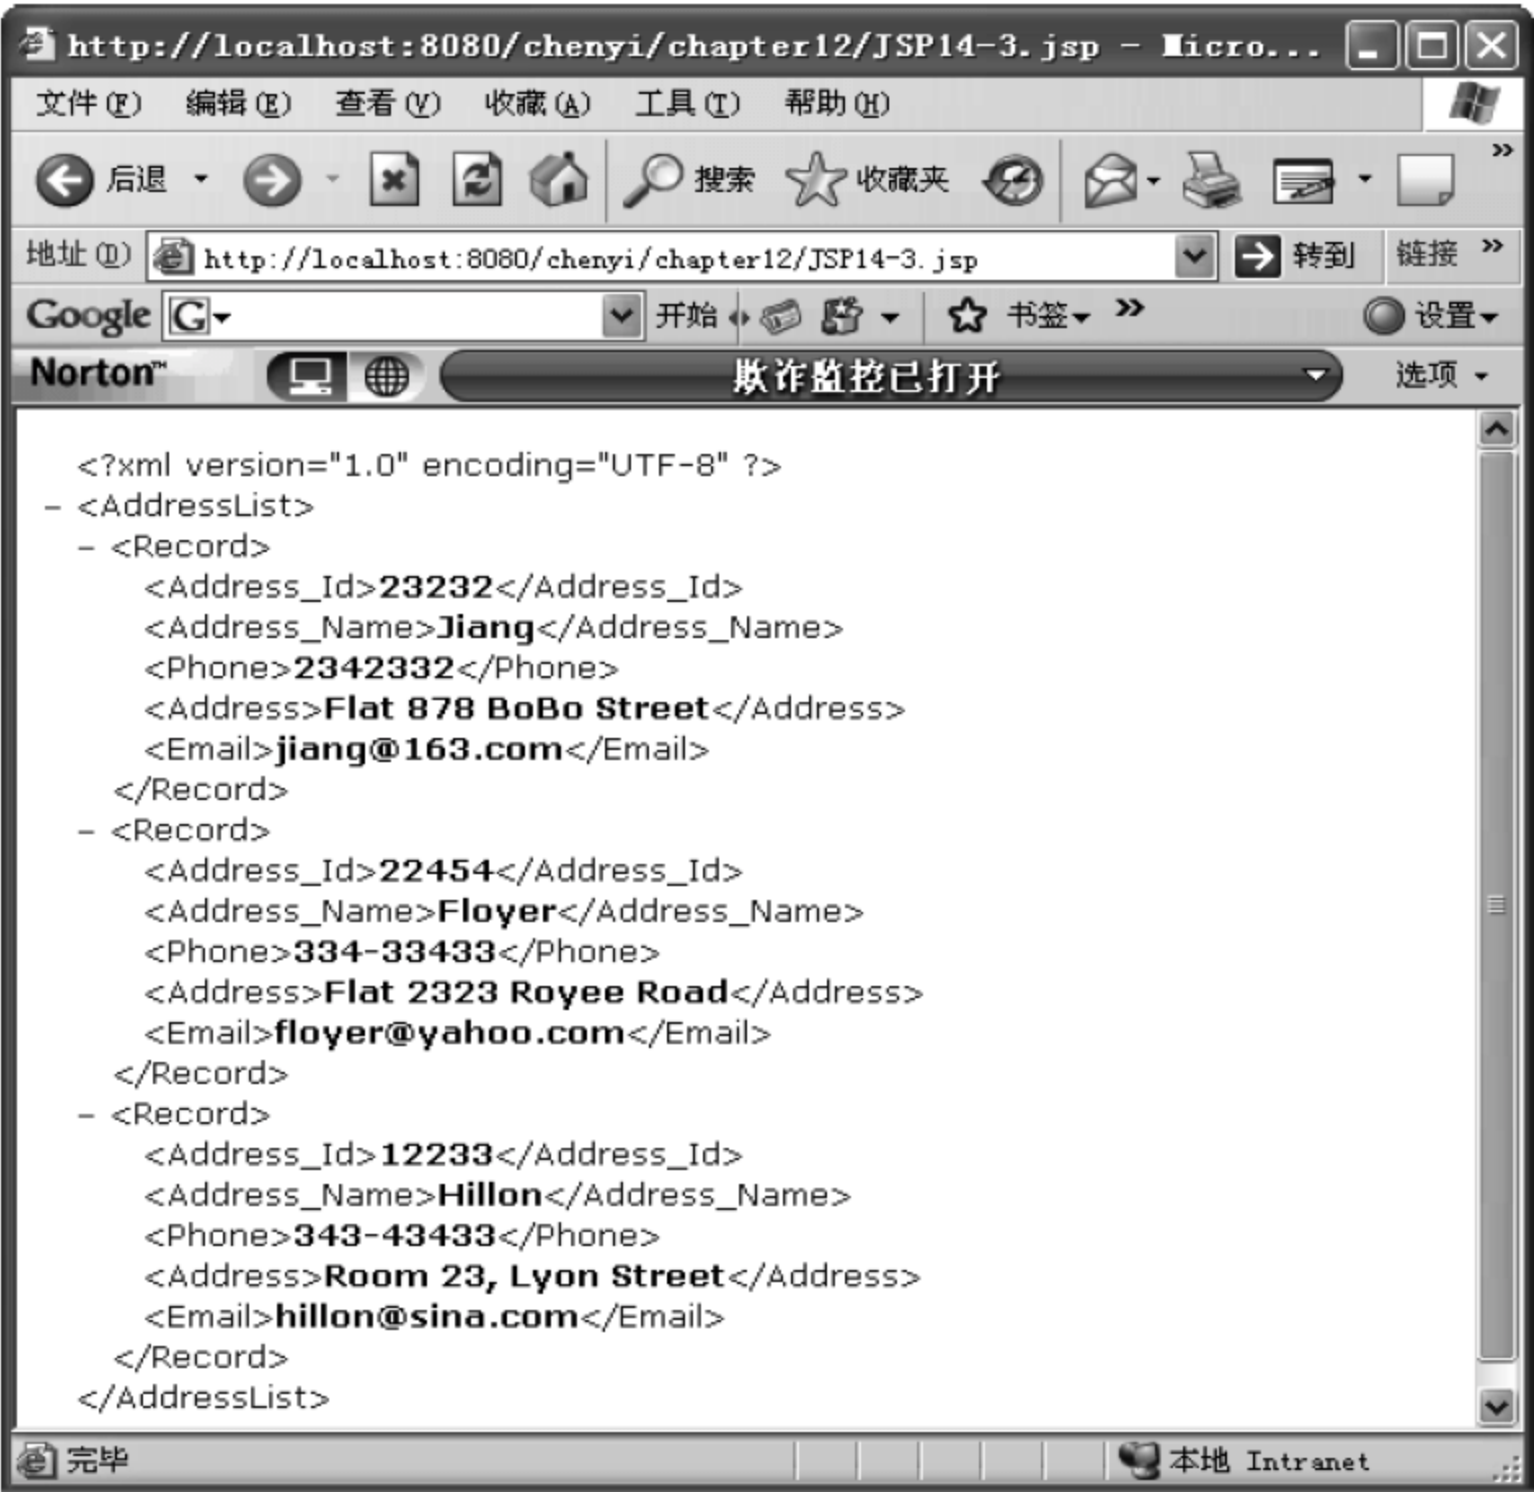 http://localhost:8080/chenyi/chapter12/JSP14-3.jsp - Micro...
文件(F) 编辑(E) 查看(V) 收藏(A) 工具(T) 帮助(H)
后退 搜索 收藏夹 »
地址(D) http://localhost:8080/chenyi/chapter12/JSP14-3.jsp 转到 链接 »
Google G 开始 书签 » 设置
Norton™ 欺诈监控已打开 选项
<?xml version="1.0" encoding="UTF-8" ?>
- <AddressList>
- <Record>
<Address_Id>23232</Address_Id>
<Address_Name>Jiang</Address_Name>
<Phone>2342332</Phone>
<Address>Flat 878 BoBo Street</Address>
<Email>jiang@163.com</Email>
</Record>
- <Record>
<Address_Id>22454</Address_Id>
<Address_Name>Floyer</Address_Name>
<Phone>334-33433</Phone>
<Address>Flat 2323 Royee Road</Address>
<Email>floyer@yahoo.com</Email>
</Record>
- <Record>
<Address_Id>12233</Address_Id>
<Address_Name>Hillon</Address_Name>
<Phone>343-43433</Phone>
<Address>Room 23, Lyon Street</Address>
<Email>hillon@sina.com</Email>
</Record>
</AddressList>
完毕 本地 Intranet